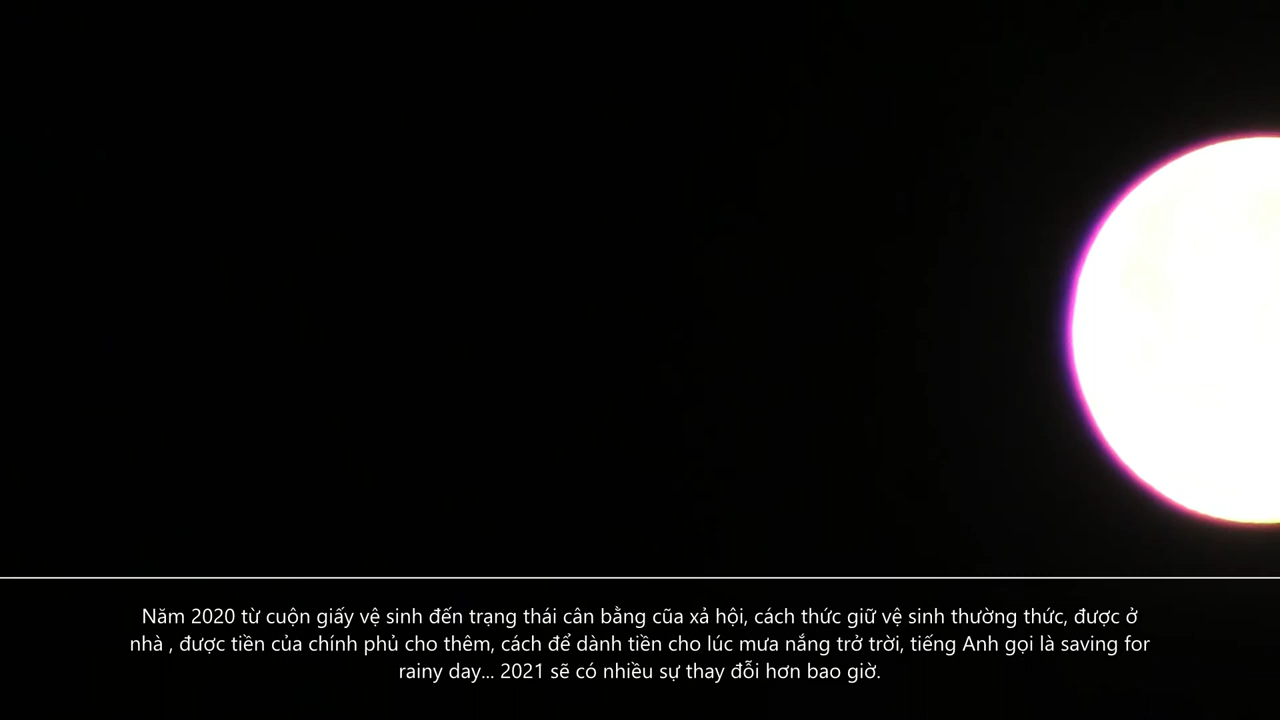 Năm 2020 từ cuộn giấy vệ sinh đến trạng thái cân bằng cũa xả hội, cách thức giữ vệ sinh thường thức, được ở
nhà , được tiền của chính phủ cho thêm, cách để dành tiền cho lúc mưa nắng trở trời, tiếng Anh gọi là saving for
rainy day... 2021 sẽ có nhiều sự thay đỗi hơn bao giờ.